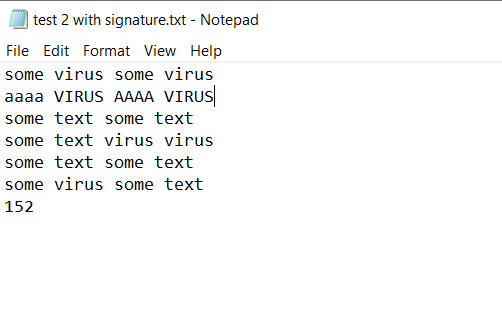 test 2 with signature.txt - Notepad
File Edit Format View Help
some virus some virus
aaaa VIRUS AAAA VIRUS
some text some text
some text virus virus
some text some text
some virus some text
152